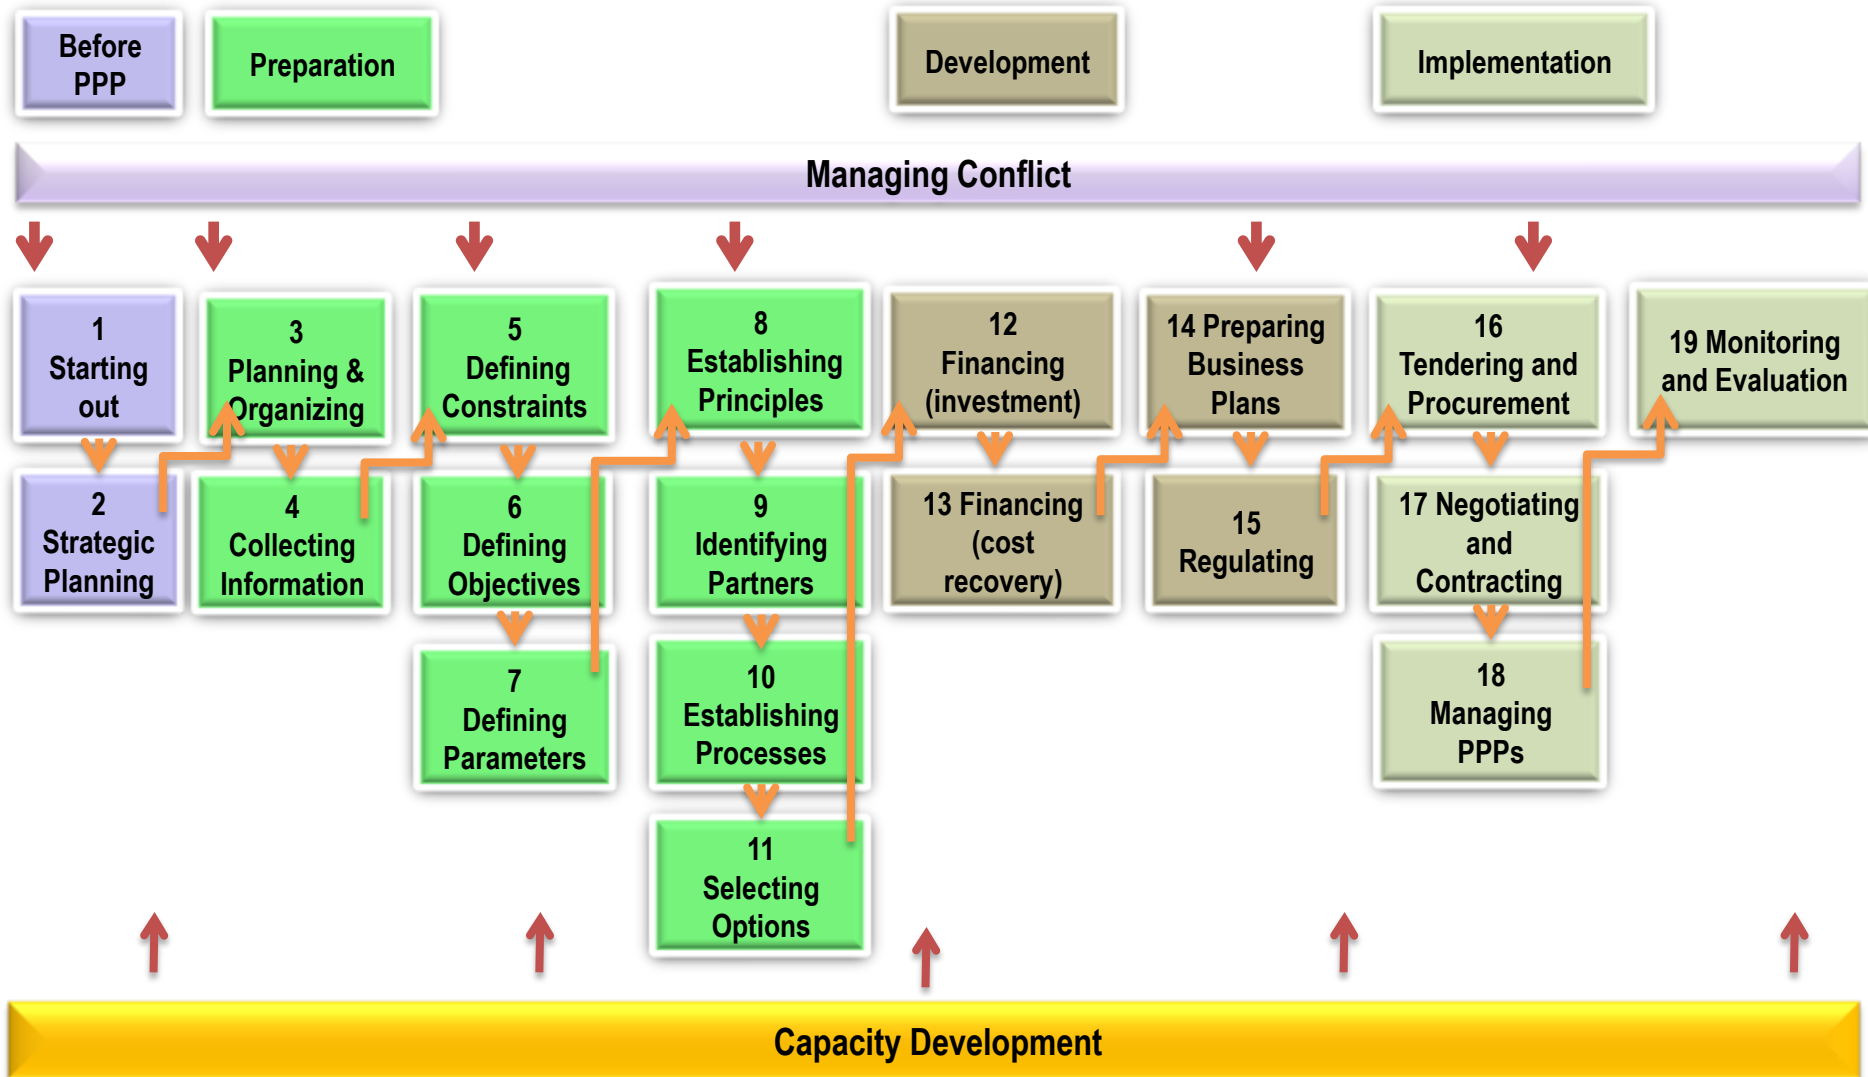 Before
PPP
Preparation
Development
Implementation
Managing Conflict
1
Starting
out
2
Strategic
Planning
3
Planning &
Organizing
4
Collecting
Information
5
Defining
Constraints
6
Defining
Objectives
7
Defining
Parameters
8
Establishing
Principles
9
Identifying
Partners
10
Establishing
Processes
11
Selecting
Options
12
Financing
(investment)
13 Financing
(cost
recovery)
14 Preparing
Business
Plans
15
Regulating
16
Tendering and
Procurement
17 Negotiating
and
Contracting
18
Managing
PPPs
19 Monitoring
and Evaluation
Capacity Development